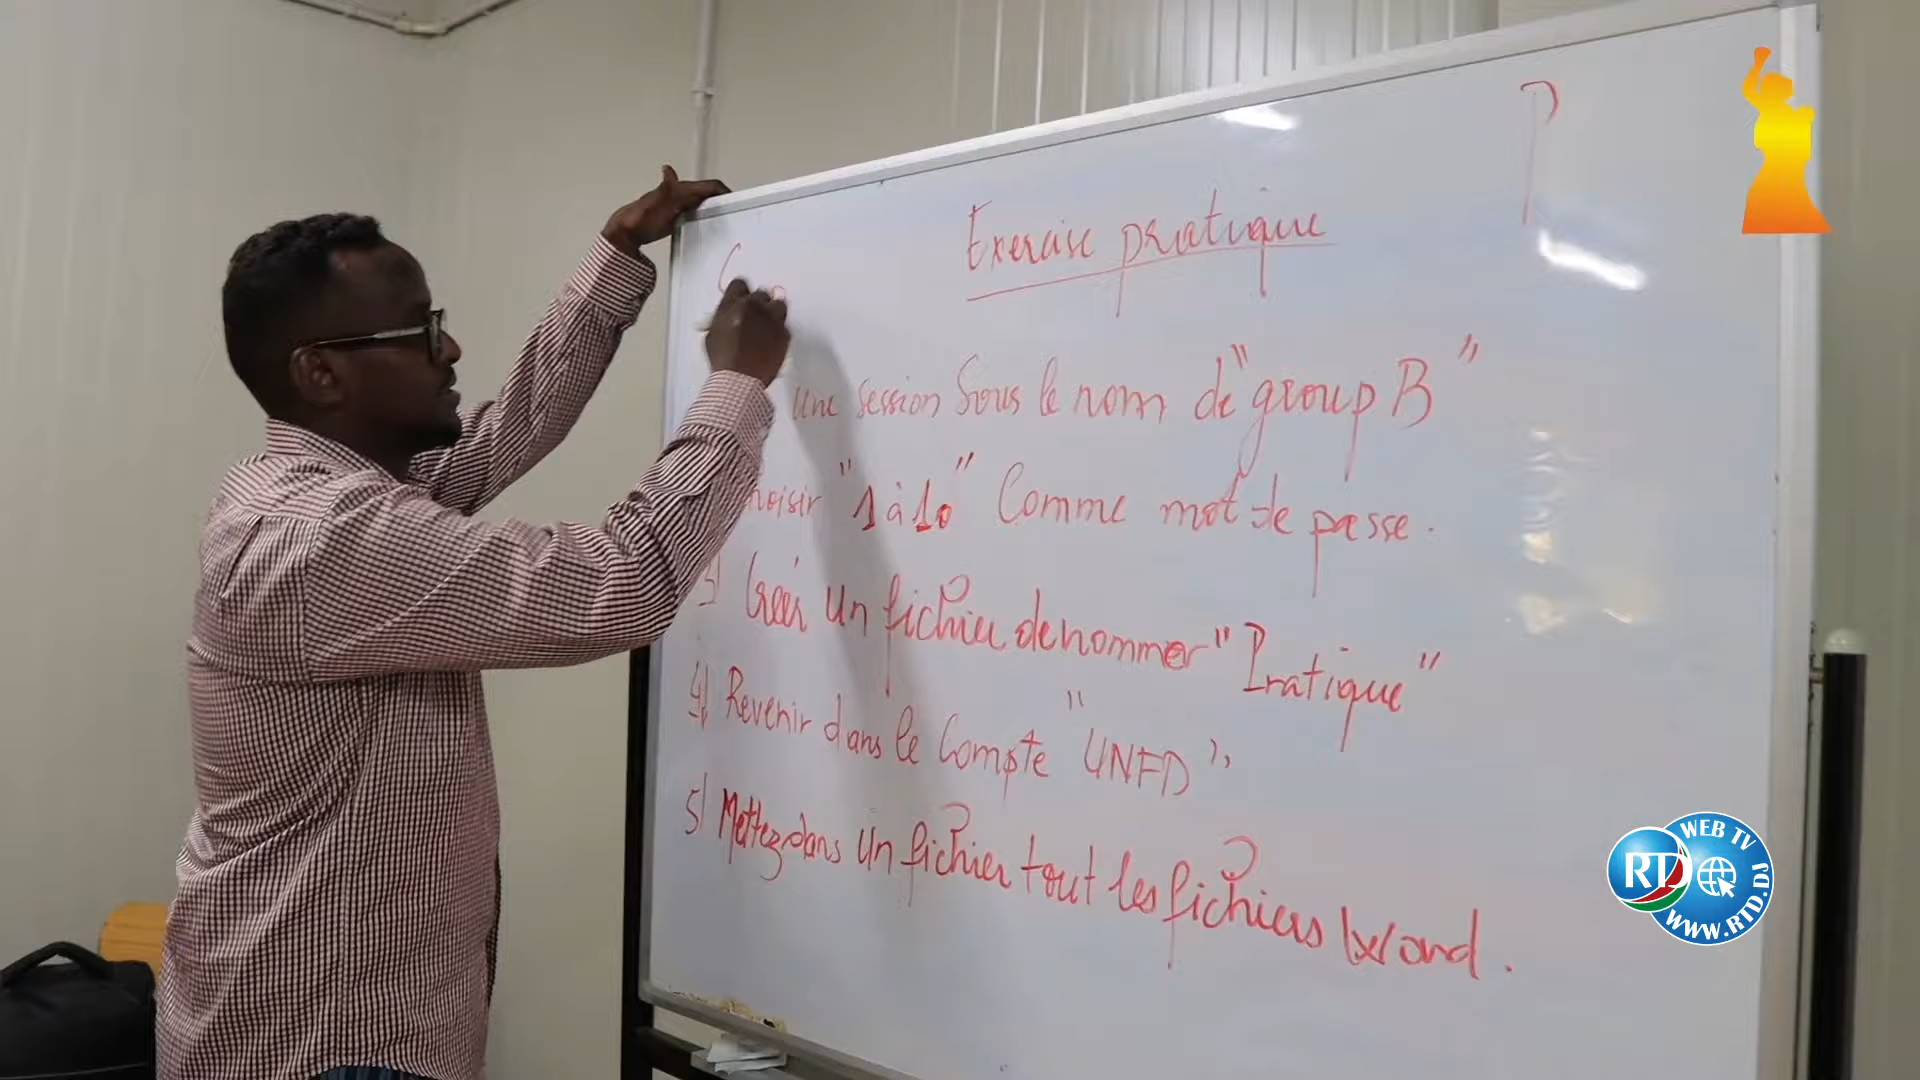 Exercise pratique
une session Sous le nom de "group B"
hoisir "1 à 10" Comme mot de passe.
3) Créer un fichier denommer "Pratique"
4) Revenir dans le Compte "UNFD"
5) Mettez dans un fichier tout les fichiers Word.
WEB TV
RTD
WWW.RTD.DJ